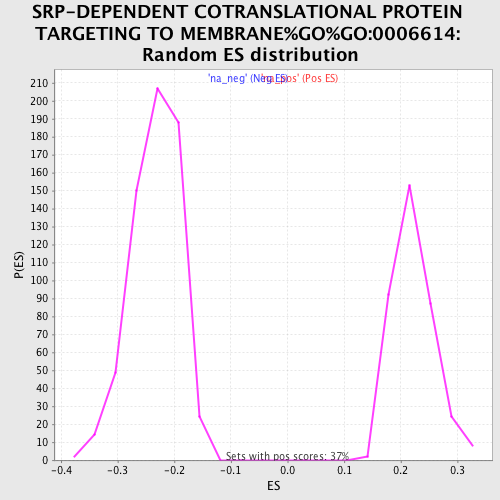 SRP-DEPENDENT COTRANSLATIONAL PROTEIN
TARGETING TO MEMBRANE%GO%GO:0006614:
Random ES distribution
'na_neg' (Neg ES)
'na_pos' (Pos ES)
210
200
190
180
170
160
150
140
130
120
110
100
90
80
70
60
50
40
30
20
10
0
P(ES)
Sets with pos scores: 37%
-0.4 -0.3 -0.2 -0.1 0.0 0.1 0.2 0.3
ES